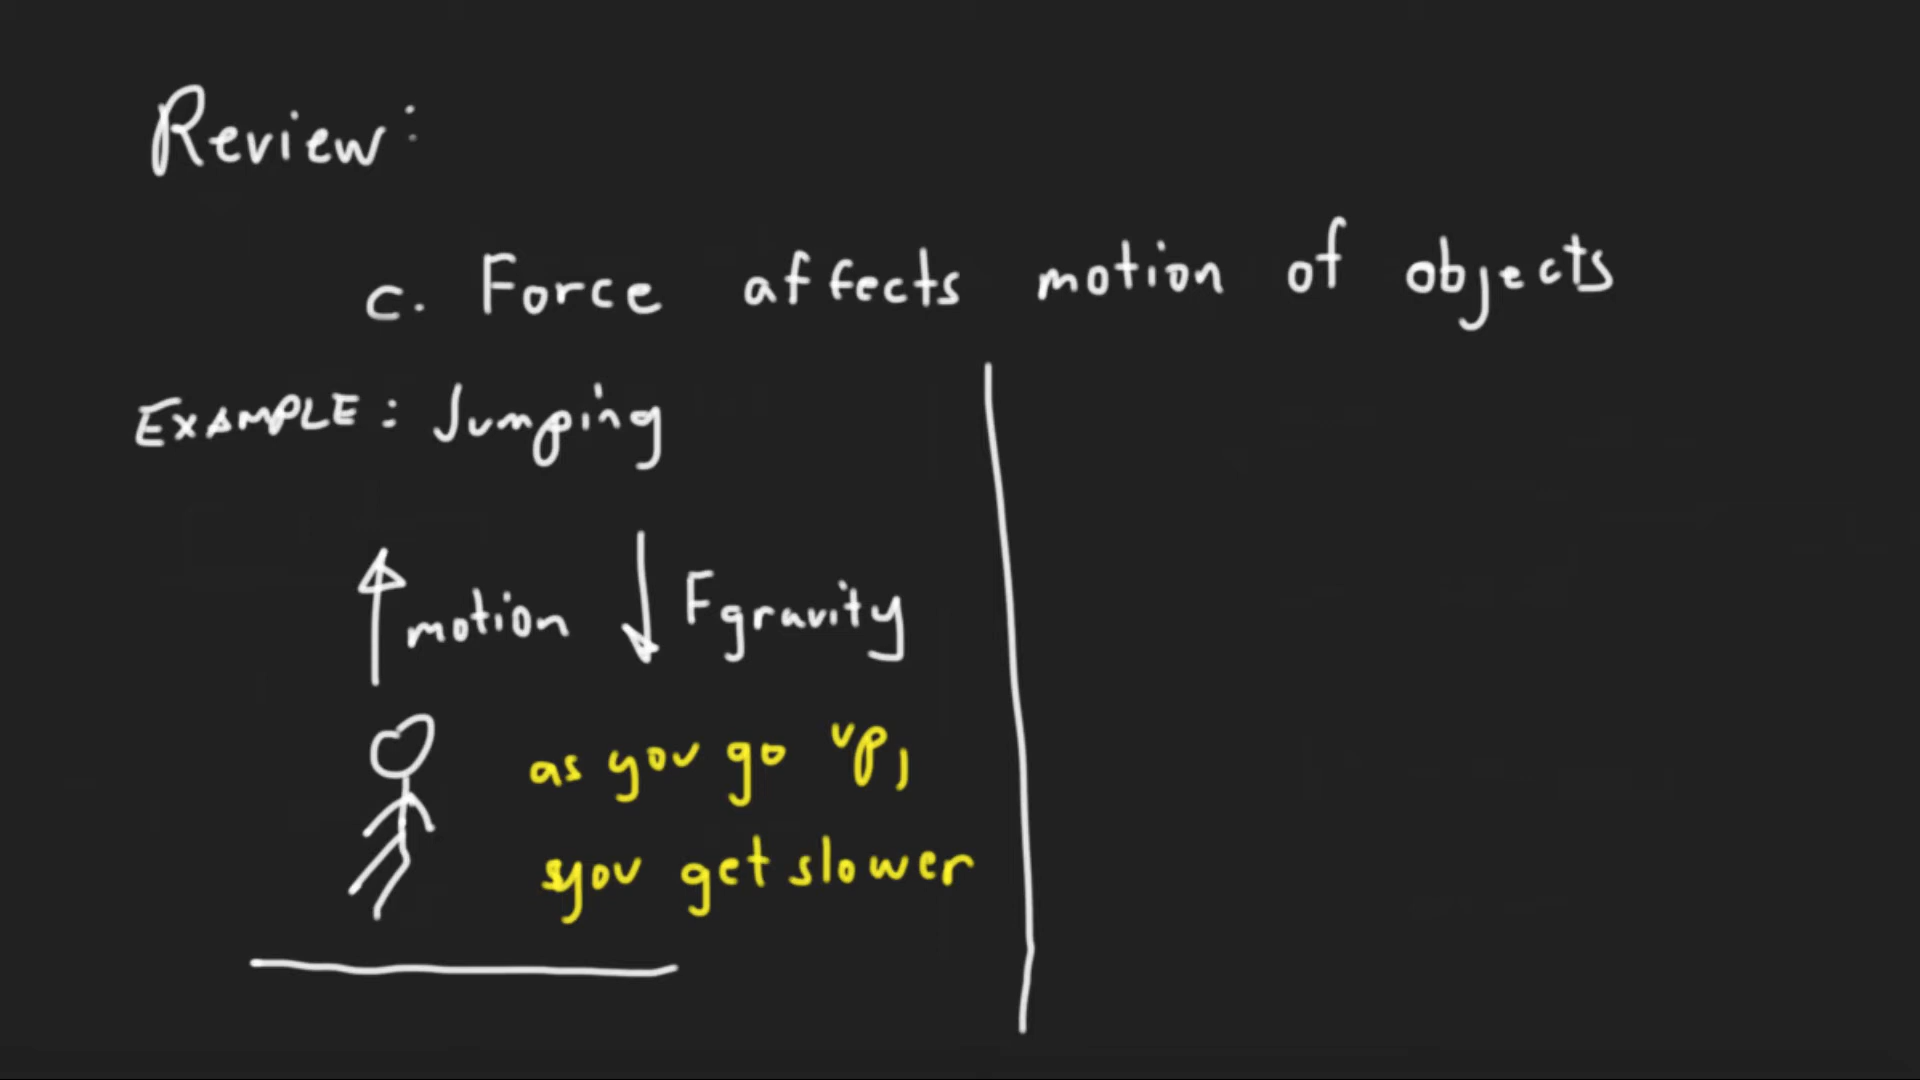 Review:
c. Force affects motion of objects
EXAMPLE: Jumping
motion Fgravity
as you go up,
you get slower